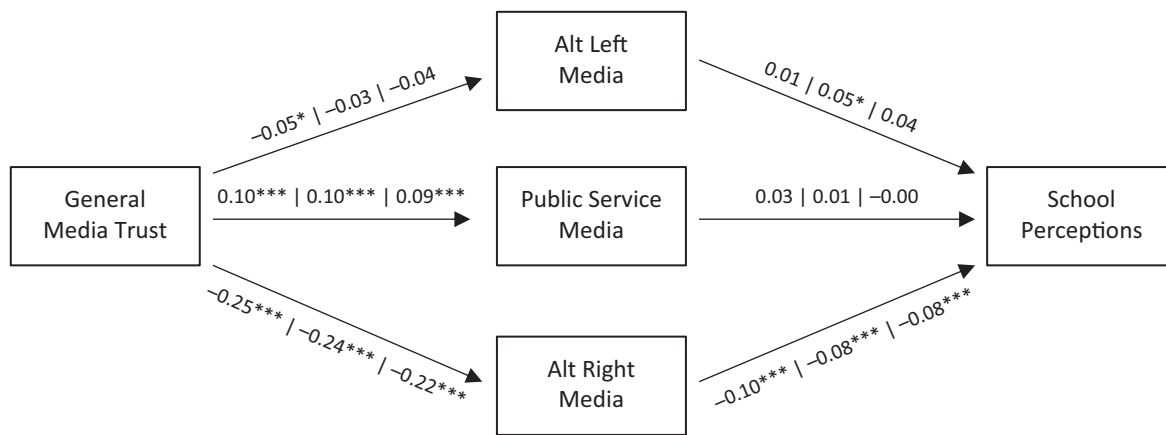 Alt Left
Media
−0.05* | −0.03 | −0.04
0.01 | 0.05* | 0.04
General
Media Trust
0.10*** | 0.10*** | 0.09***
Public Service
Media
0.03 | 0.01 | −0.00
School
Perceptions
−0.25*** | −0.24*** | −0.22***
Alt Right
Media
−0.10*** | −0.08*** | −0.08***